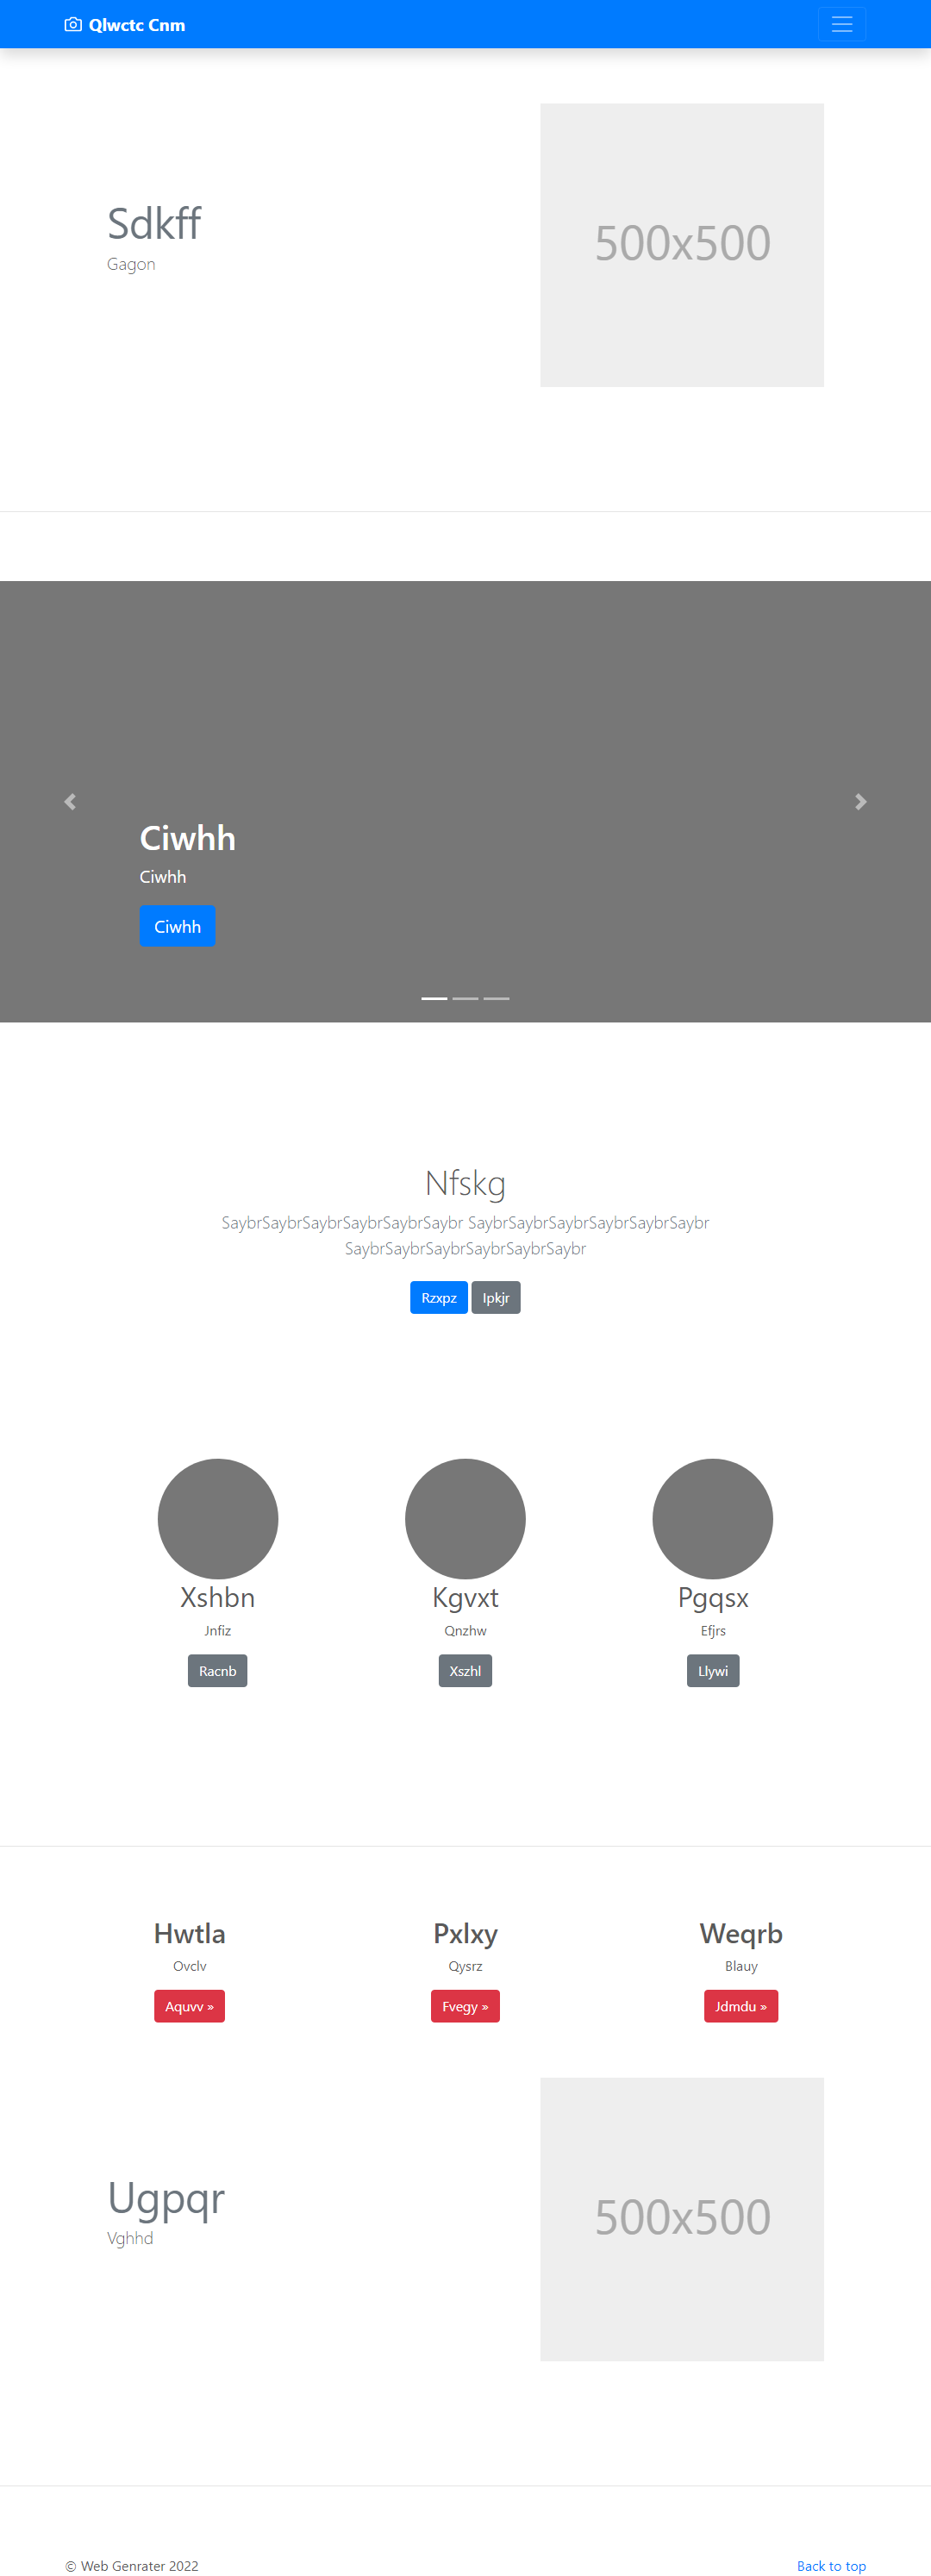 Qlwctc Cnm
Sdkff
Gagon
500x500
Ciwhh
Ciwhh
Ciwhh
Nfskg
SaybrSaybrSaybrSaybrSaybrSaybr SaybrSaybrSaybrSaybrSaybrSaybr
SaybrSaybrSaybrSaybrSaybrSaybr
Rzxpz Ipkjr
Xshbn Kgvxt Pgqsx
Jnfiz Qnzhw Efjrs
Racnb Xszhl Llywi
Hwtla Pxlxy Weqrb
Ovclv Qysrz Blauy
Aquvv » Fvegy » Jdmdu »
Ugpqr
Vghhd
500x500
© Web Genrater 2022 Back to top